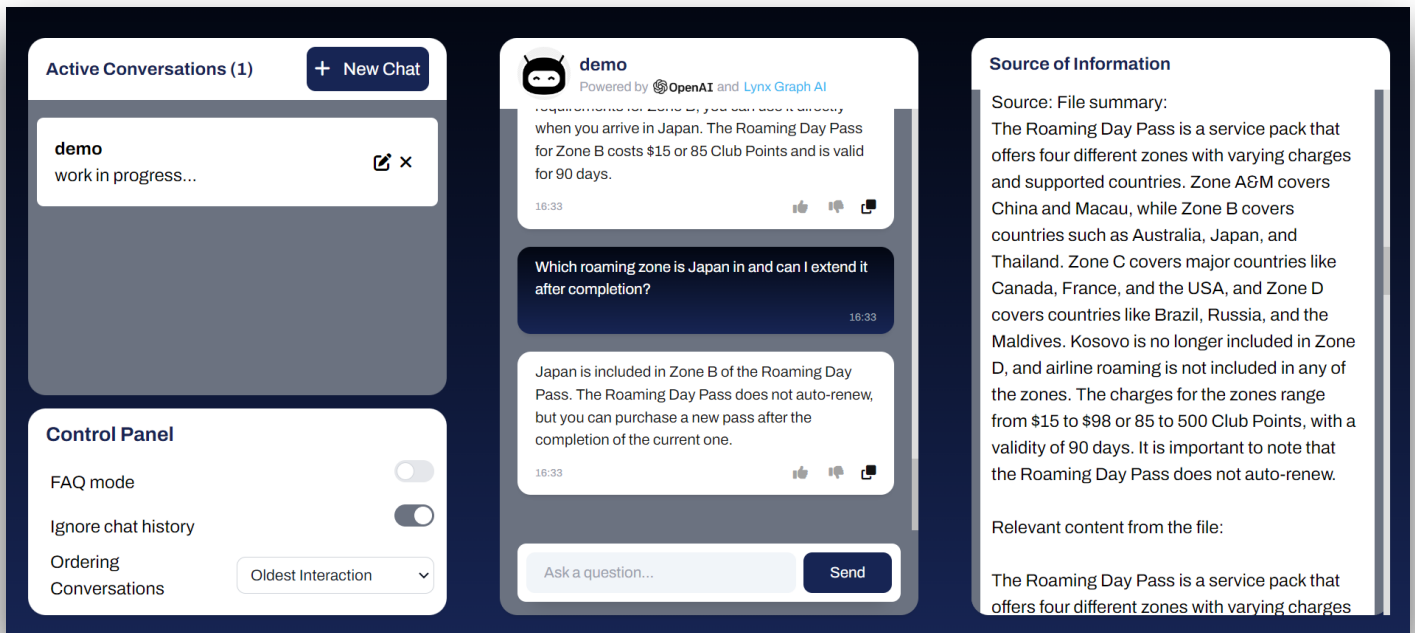 Active Conversations (1)
+ New Chat
demo
work in progress...
Control Panel
FAQ mode
Ignore chat history
Ordering
Conversations
Oldest Interaction
demo
Powered by OpenAI and Lynx Graph AI
when you arrive in Japan. The Roaming Day Pass
for Zone B costs $15 or 85 Club Points and is valid
for 90 days.
16:33
Which roaming zone is Japan in and can I extend it
after completion?
16:33
Japan is included in Zone B of the Roaming Day
Pass. The Roaming Day Pass does not auto-renew,
but you can purchase a new pass after the
completion of the current one.
16:33
Ask a question...
Send
Source of Information
Source: File summary:
The Roaming Day Pass is a service pack that
offers four different zones with varying charges
and supported countries. Zone A&M covers
China and Macau, while Zone B covers
countries such as Australia, Japan, and
Thailand. Zone C covers major countries like
Canada, France, and the USA, and Zone D
covers countries like Brazil, Russia, and the
Maldives. Kosovo is no longer included in Zone
D, and airline roaming is not included in any of
the zones. The charges for the zones range
from $15 to $98 or 85 to 500 Club Points, with a
validity of 90 days. It is important to note that
the Roaming Day Pass does not auto-renew.
Relevant content from the file:
The Roaming Day Pass is a service pack that
offers four different zones with varying charges